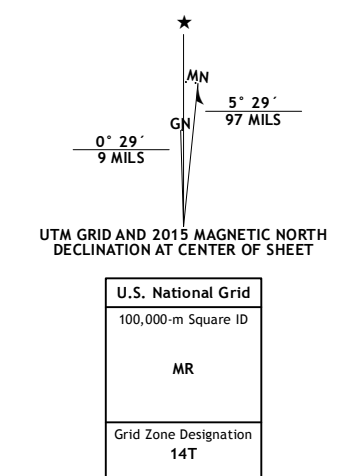 ★
MN
5° 29´
97 MILS
GN
0° 29´
9 MILS
UTM GRID AND 2015 MAGNETIC NORTH
DECLINATION AT CENTER OF SHEET
U.S. National Grid
100,000-m Square ID
MR
Grid Zone Designation
14T